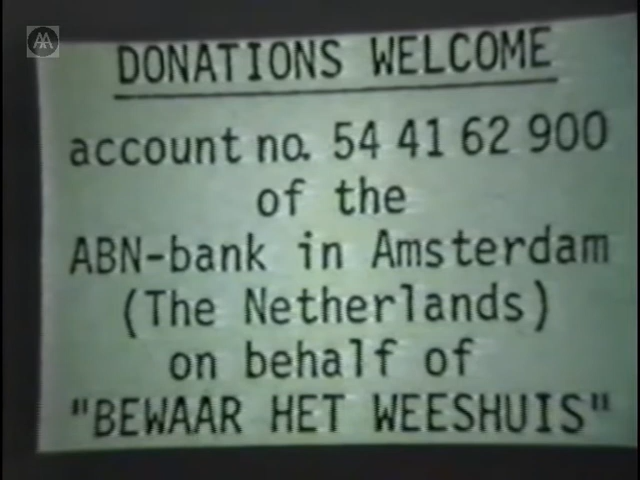 AA
DONATIONS WELCOME
account no. 54 41 62 900
of the
ABN-bank in Amsterdam
(The Netherlands)
on behalf of
"BEWAAR HET WEESHUIS"